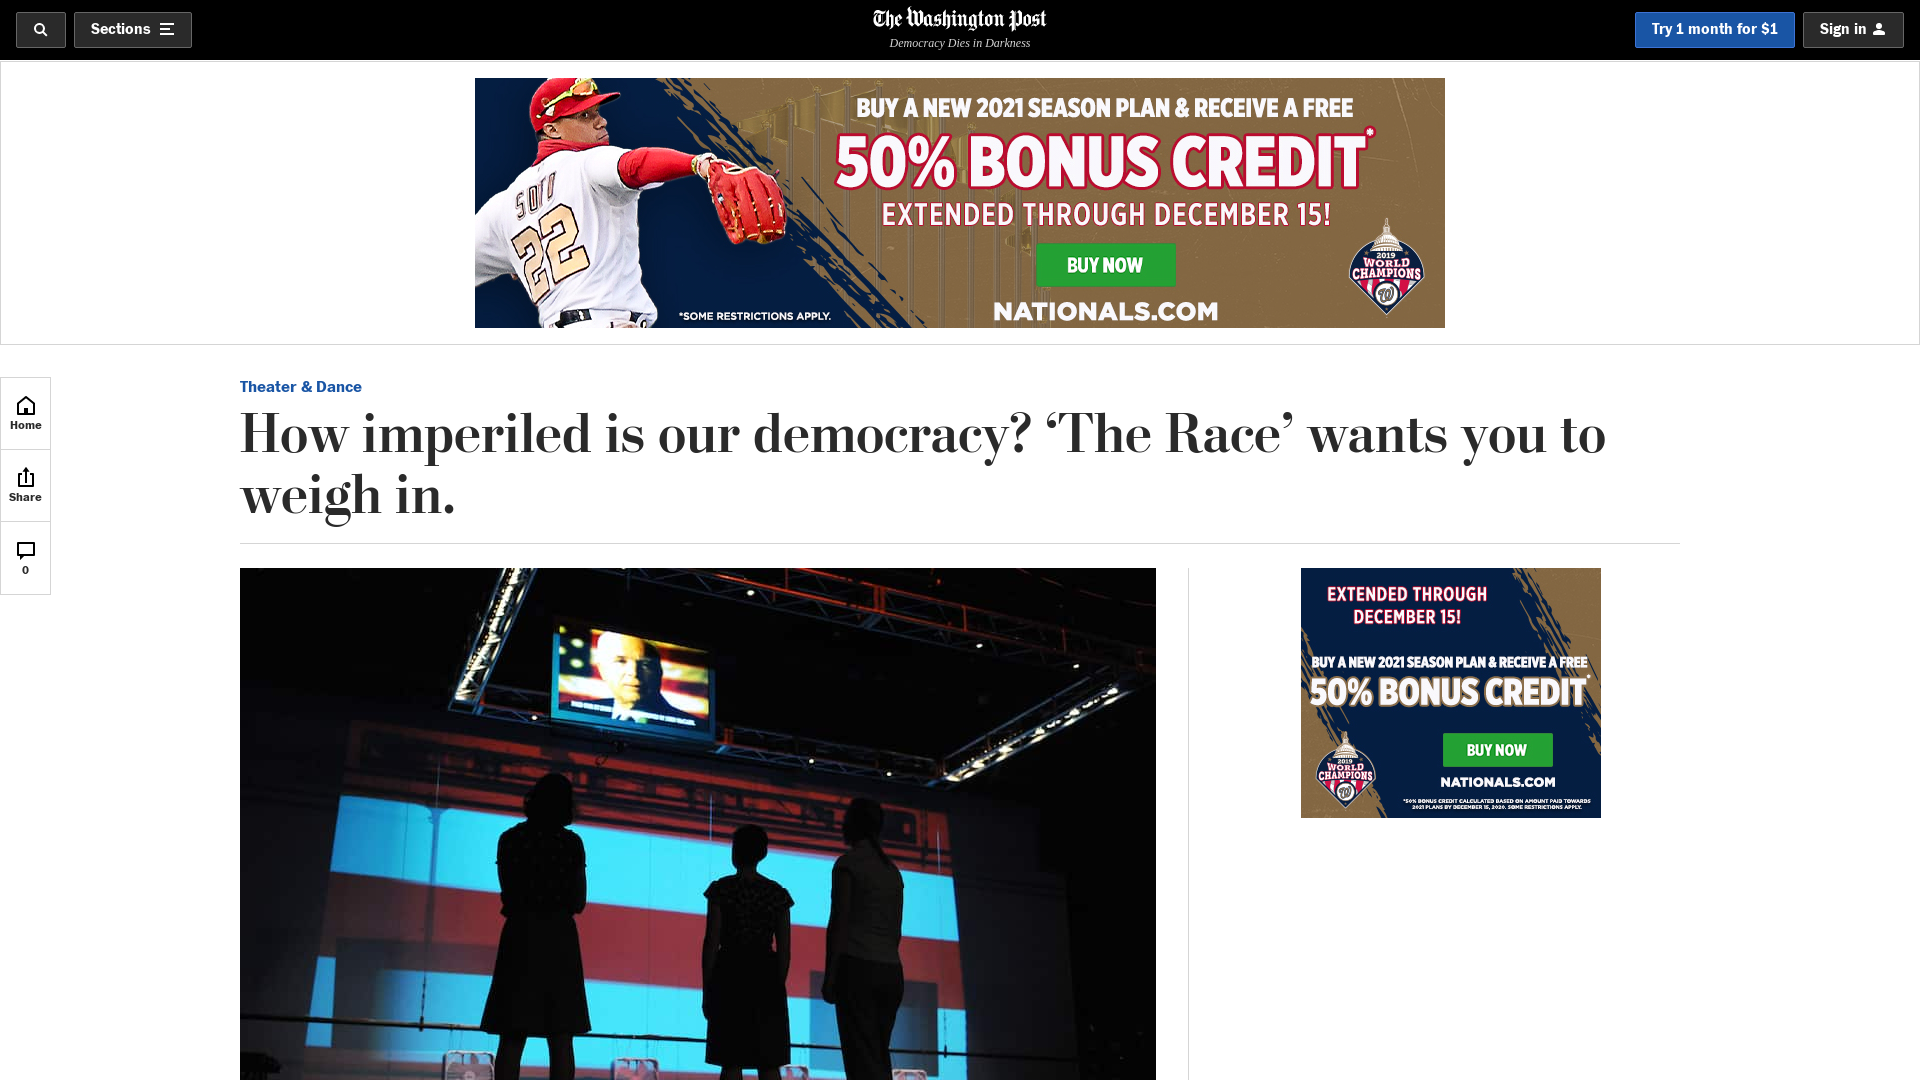 Sections
The Washington Post
Democracy Dies in Darkness
Try 1 month for $1
Sign in
BUY A NEW 2021 SEASON PLAN & RECEIVE A FREE
50% BONUS CREDIT*
EXTENDED THROUGH DECEMBER 15!
BUY NOW
NATIONALS.COM
*SOME RESTRICTIONS APPLY.
22
2019
WORLD
CHAMPIONS
W
Home
Share
0
Theater & Dance
How imperiled is our democracy? ‘The Race’ wants you to
weigh in.
EXTENDED THROUGH
DECEMBER 15!
BUY A NEW 2021 SEASON PLAN & RECEIVE A FREE
50% BONUS CREDIT*
BUY NOW
NATIONALS.COM
2019
WORLD
CHAMPIONS
W
*50% BONUS CREDIT CALCULATED BASED ON AMOUNT PAID TOWARDS
2021 PLANS BY DECEMBER 15, 2020. SOME RESTRICTIONS APPLY.